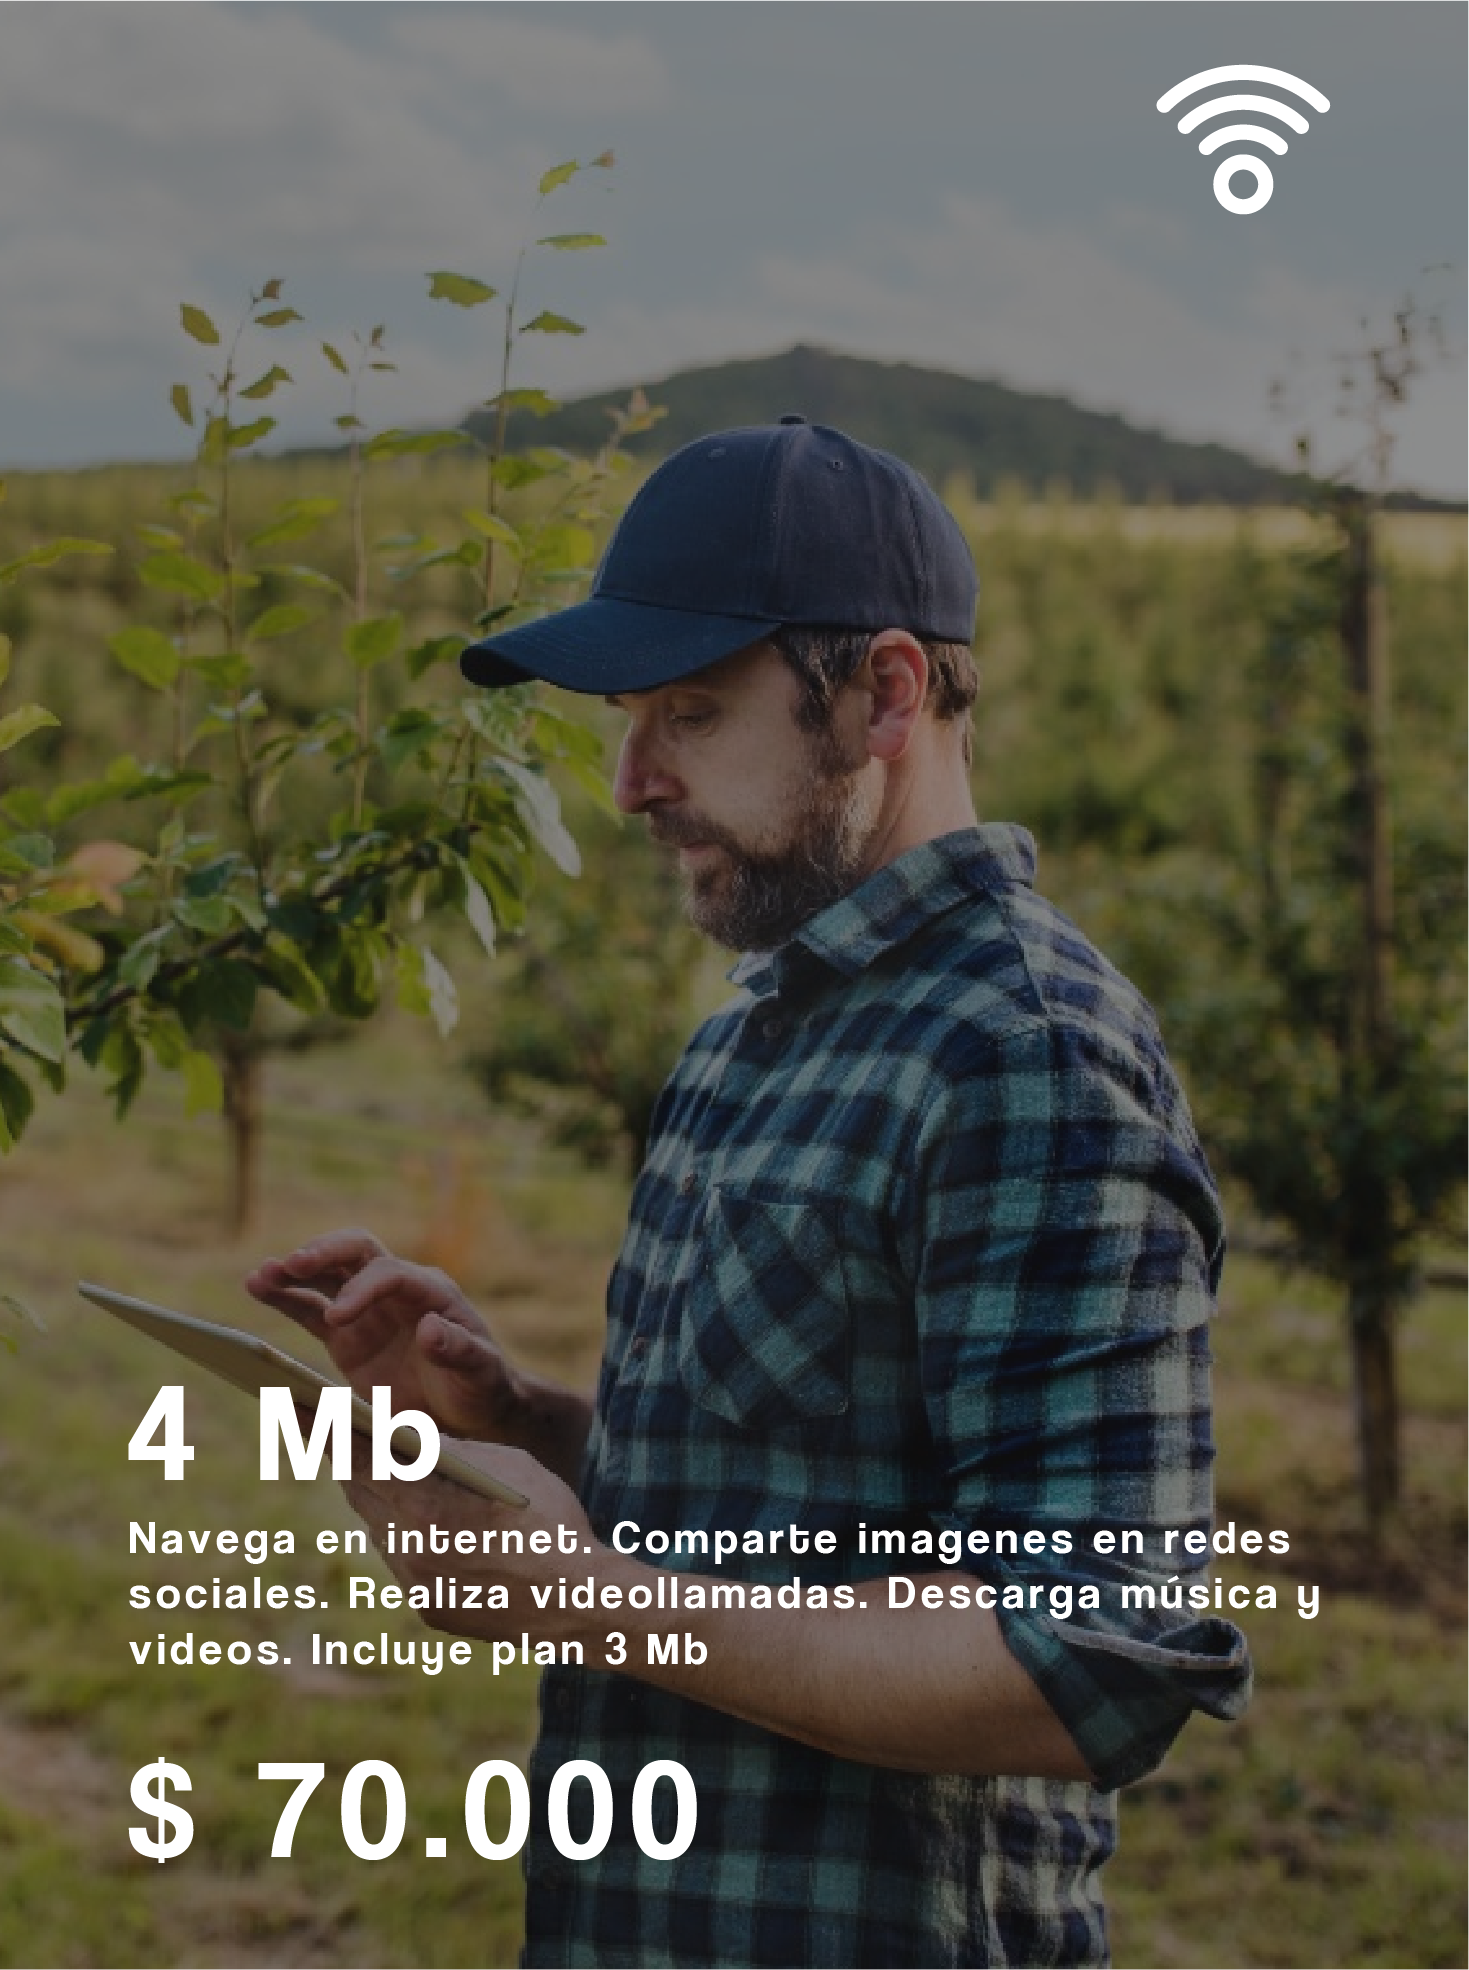 4 Mb
Navega en internet. Comparte imagenes en redes
sociales. Realiza videollamadas. Descarga música y
videos. Incluye plan 3 Mb
$ 70.000